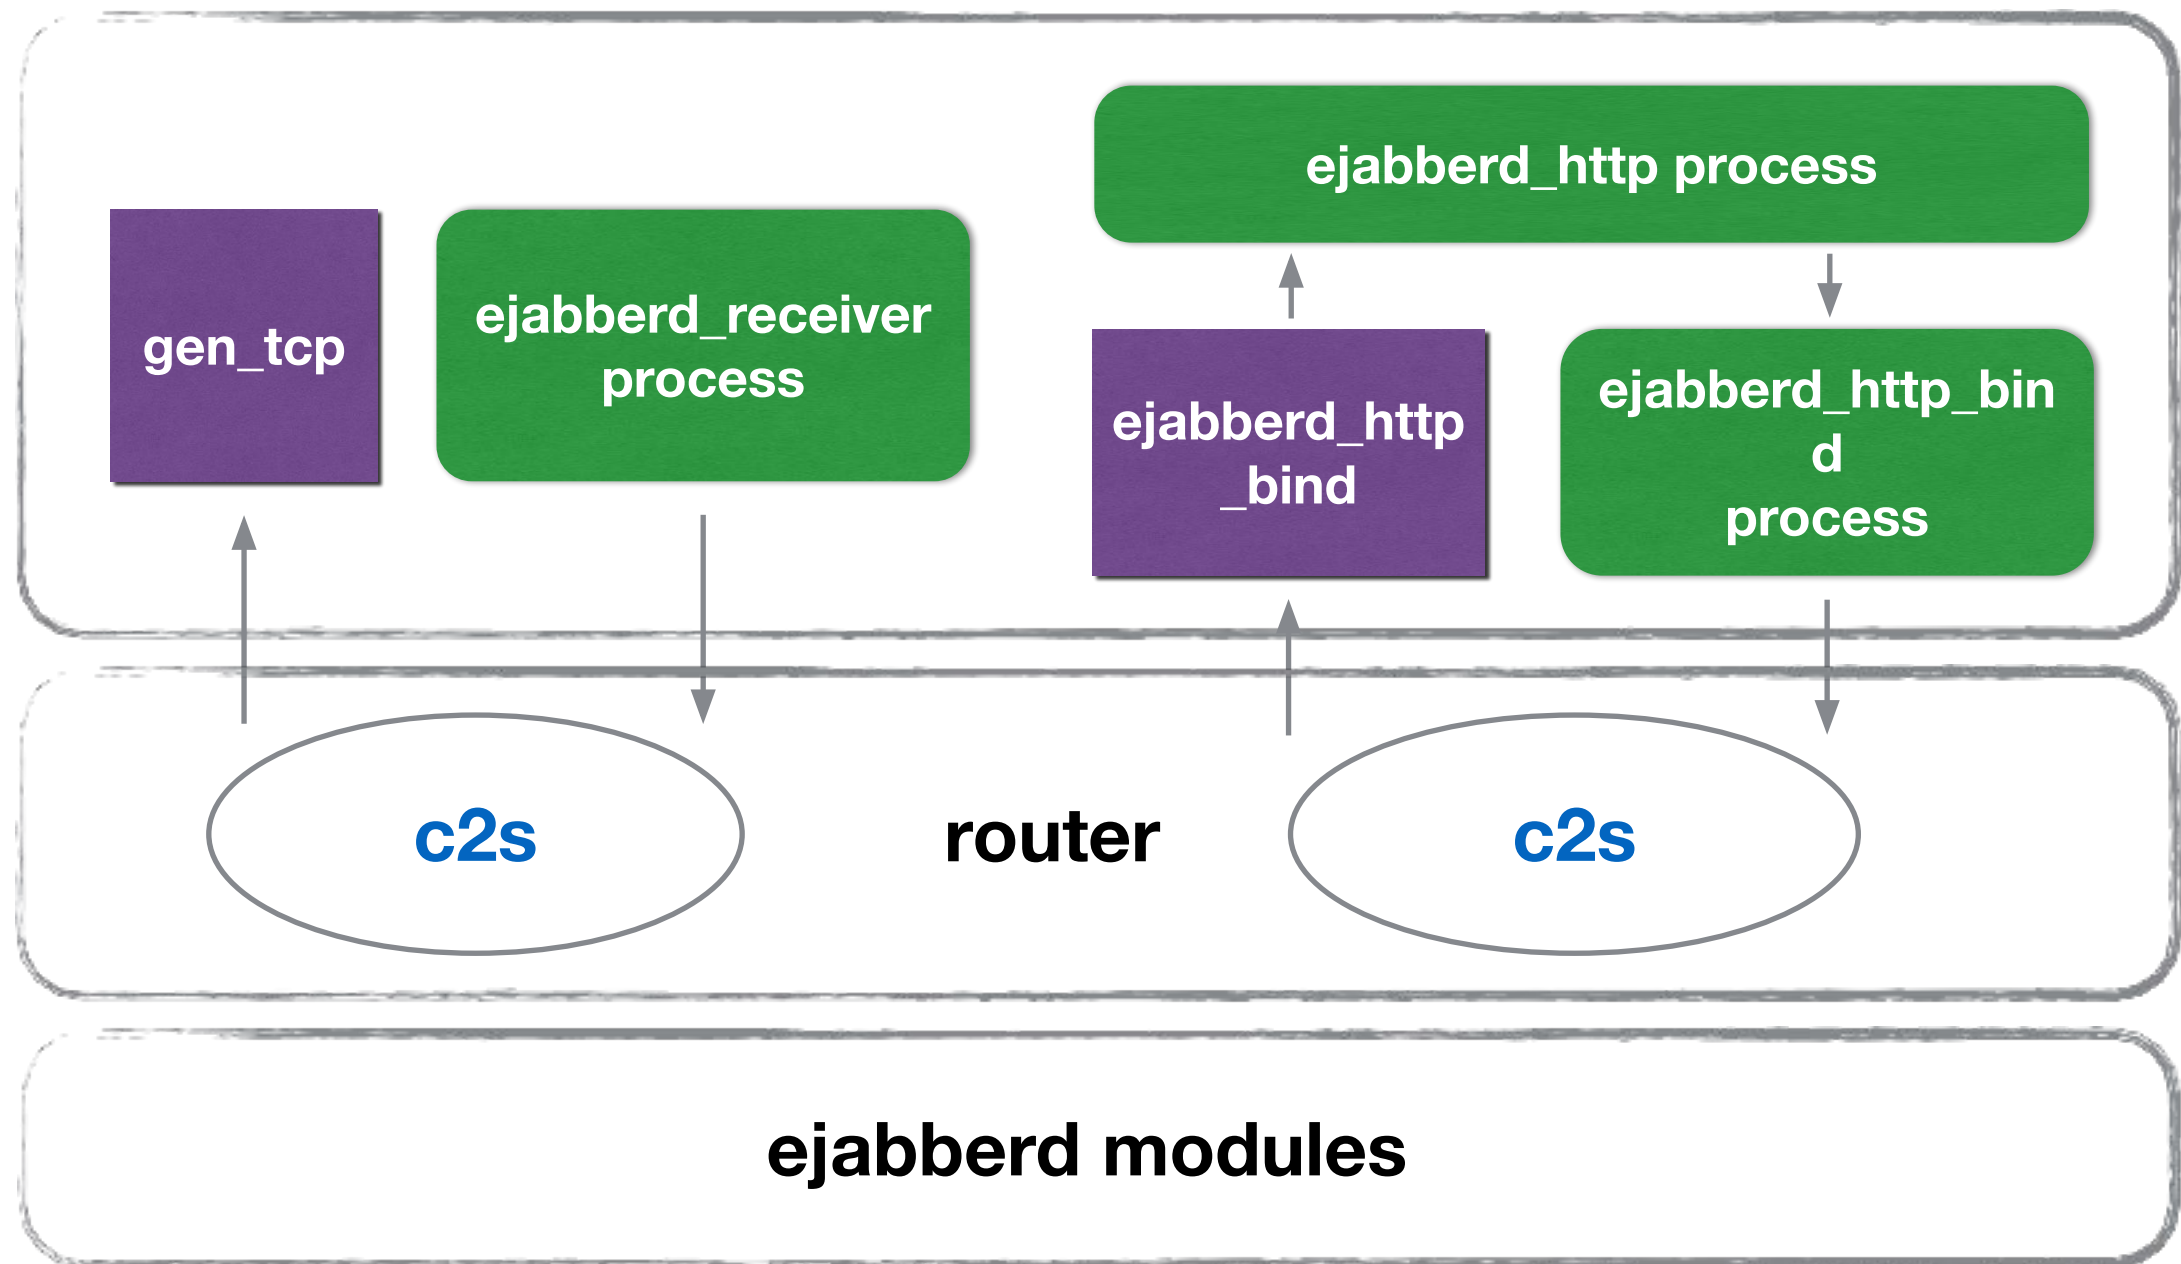 ejabberd_http process
gen_tcp
ejabberd_receiver
process
ejabberd_http
_bind
ejabberd_http_bin
d
process
c2s
router
c2s
ejabberd modules